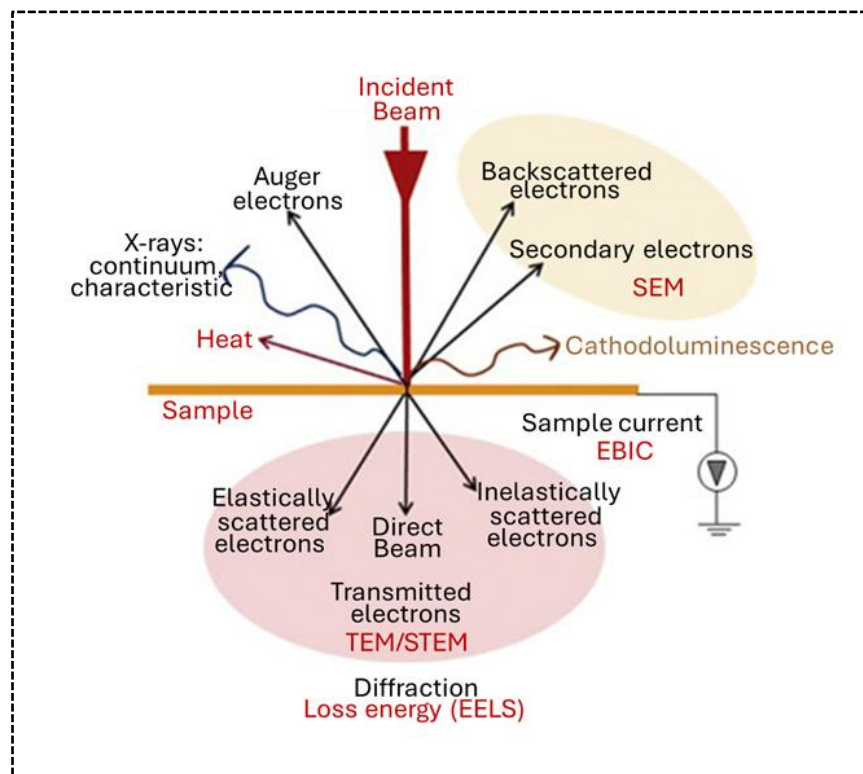 Incident
Beam
Auger
electrons
Backscattered
electrons
Secondary electrons
SEM
X-rays:
continuum,
characteristic
Heat
Cathodoluminescence
Sample
Sample current
EBIC
Elastically
scattered
electrons
Direct
Beam
Inelastically
scattered
electrons
Transmitted
electrons
TEM/STEM
Diffraction
Loss energy (EELS)